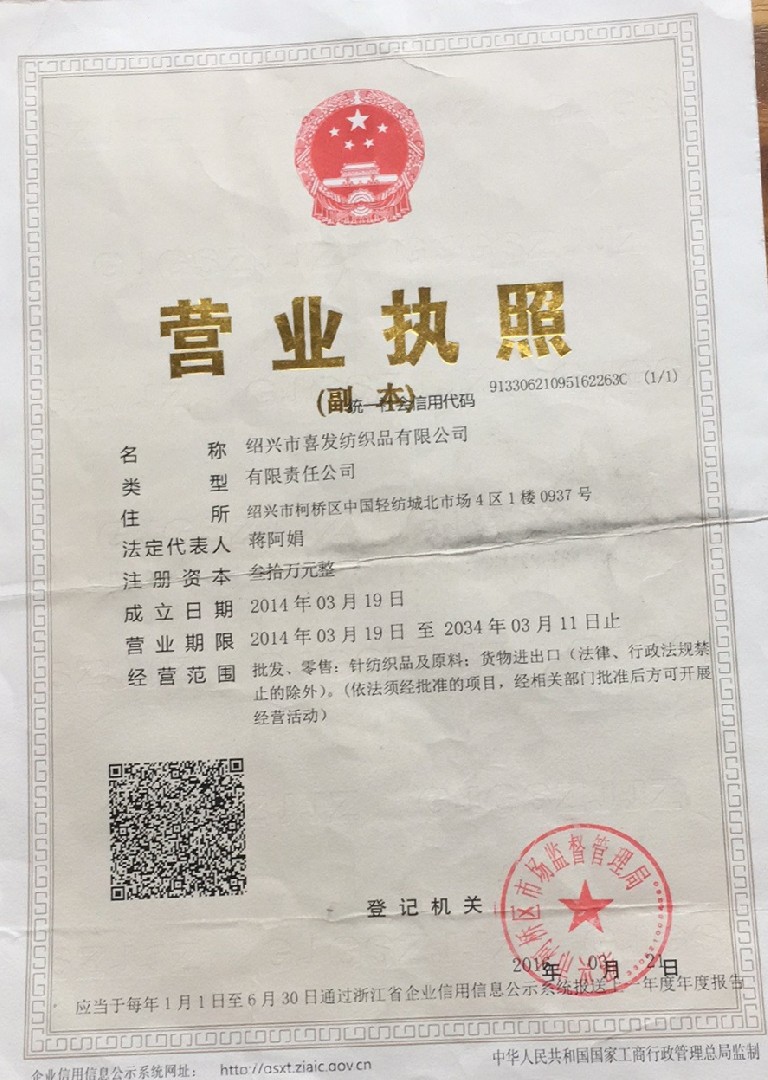 营业执照
(副 本)
统一社会信用代码 91330621095162263C (1/1)
名称 绍兴市喜发纺织品有限公司
类型 有限责任公司
住所 绍兴市柯桥区中国轻纺城北市场4区1楼0937号
法定代表人 蒋阿娟
注册资本 叁拾万元整
成立日期 2014年03月19日
营业期限 2014年03月19日 至 2034年03月11日止
经营范围 批发、零售：针纺织品及原料；货物进出口（法律、行政法规禁
止的除外）。（依法须经批准的项目，经相关部门批准后方可开展
经营活动）
市柯桥区市场监督管理局
登记机关
年 月 21日
应当于每年1月1日至6月30日通过浙江省企业信用信息公示系统报送上一年度年度报告
企业信用信息公示系统网址： http://gsxt.zjaic.gov.cn
中华人民共和国国家工商行政管理总局监制